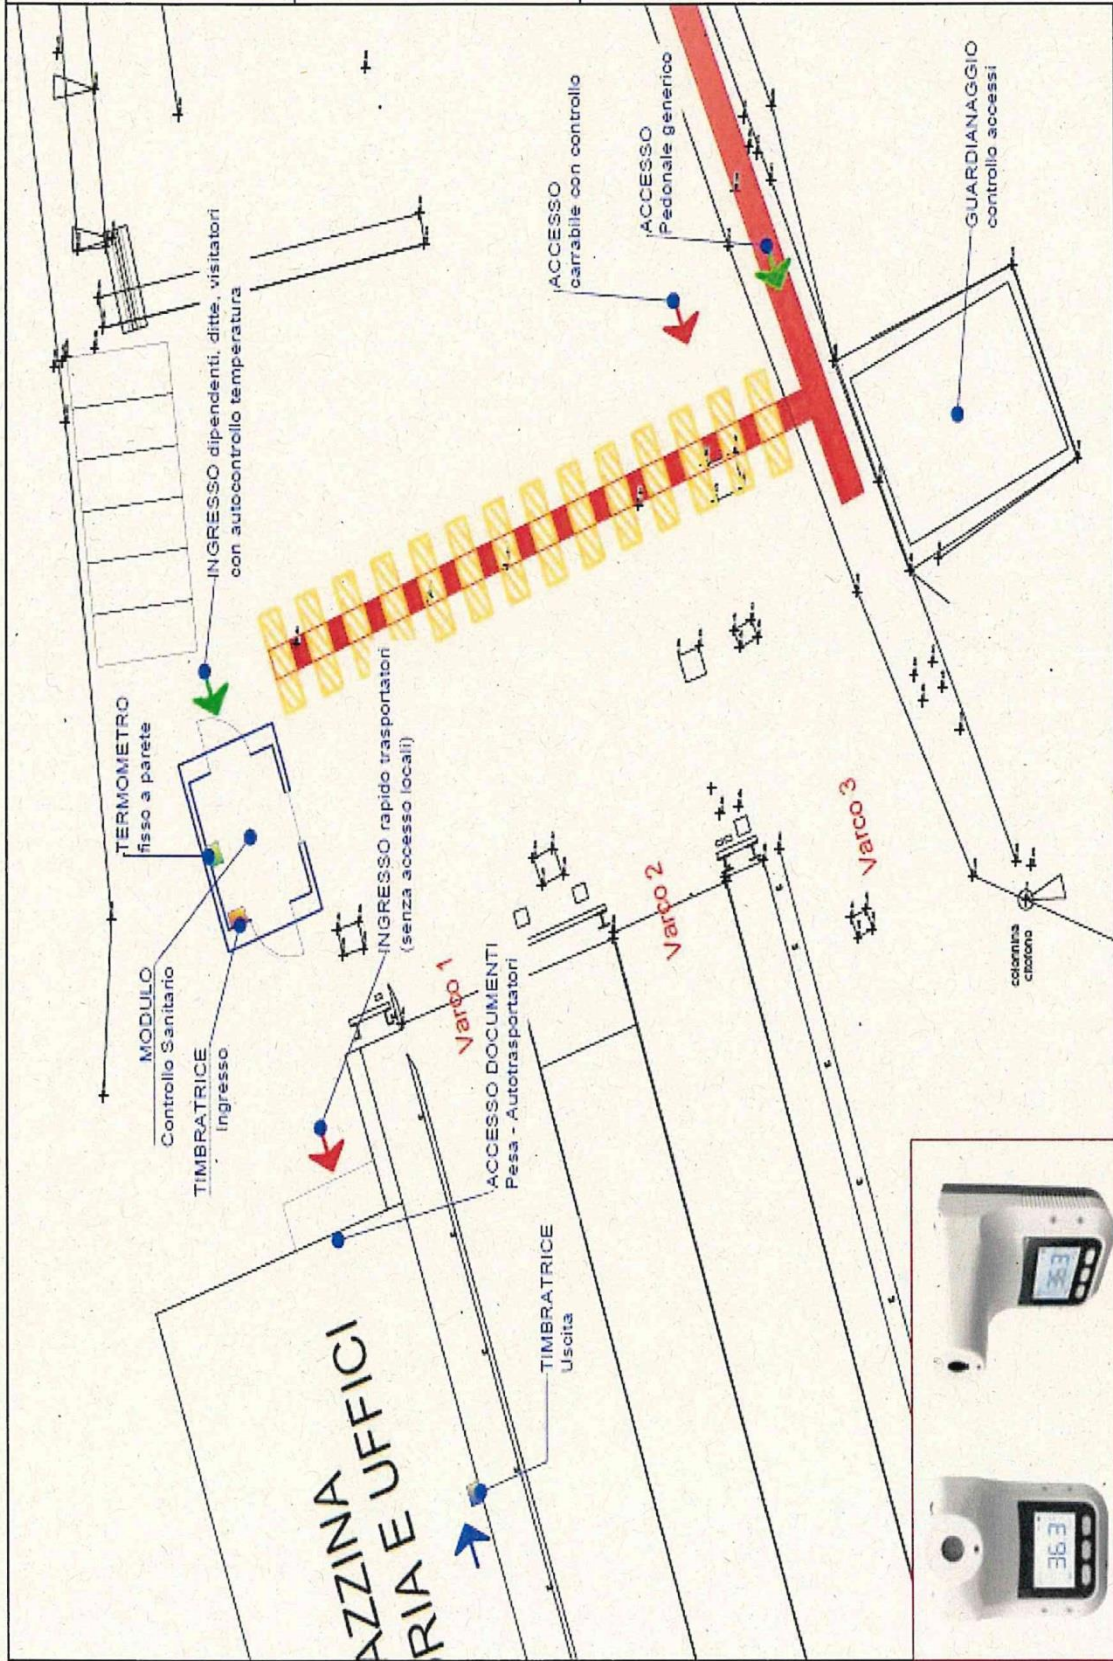 AZZINA
RIA E UFFICI
MODULO
Controllo Sanitario
TIMBRATRICE
Ingresso
TERMOMETRO
fisso a parete
INGRESSO dipendenti, ditte, visitatori
con autocontrollo temperatura
INGRESSO rapido trasportatori
(senza accesso locali)
ACCESSO DOCUMENTI
Pesa - Autotrasportatori
TIMBRATRICE
Uscita
Varco 1
Varco 2
Varco 3
ACCESSO
carrabile con controllo
ACCESSO
Pedonale generico
GUARDIANAGGIO
controllo accessi
colonnina
citofono
36.3
36.3